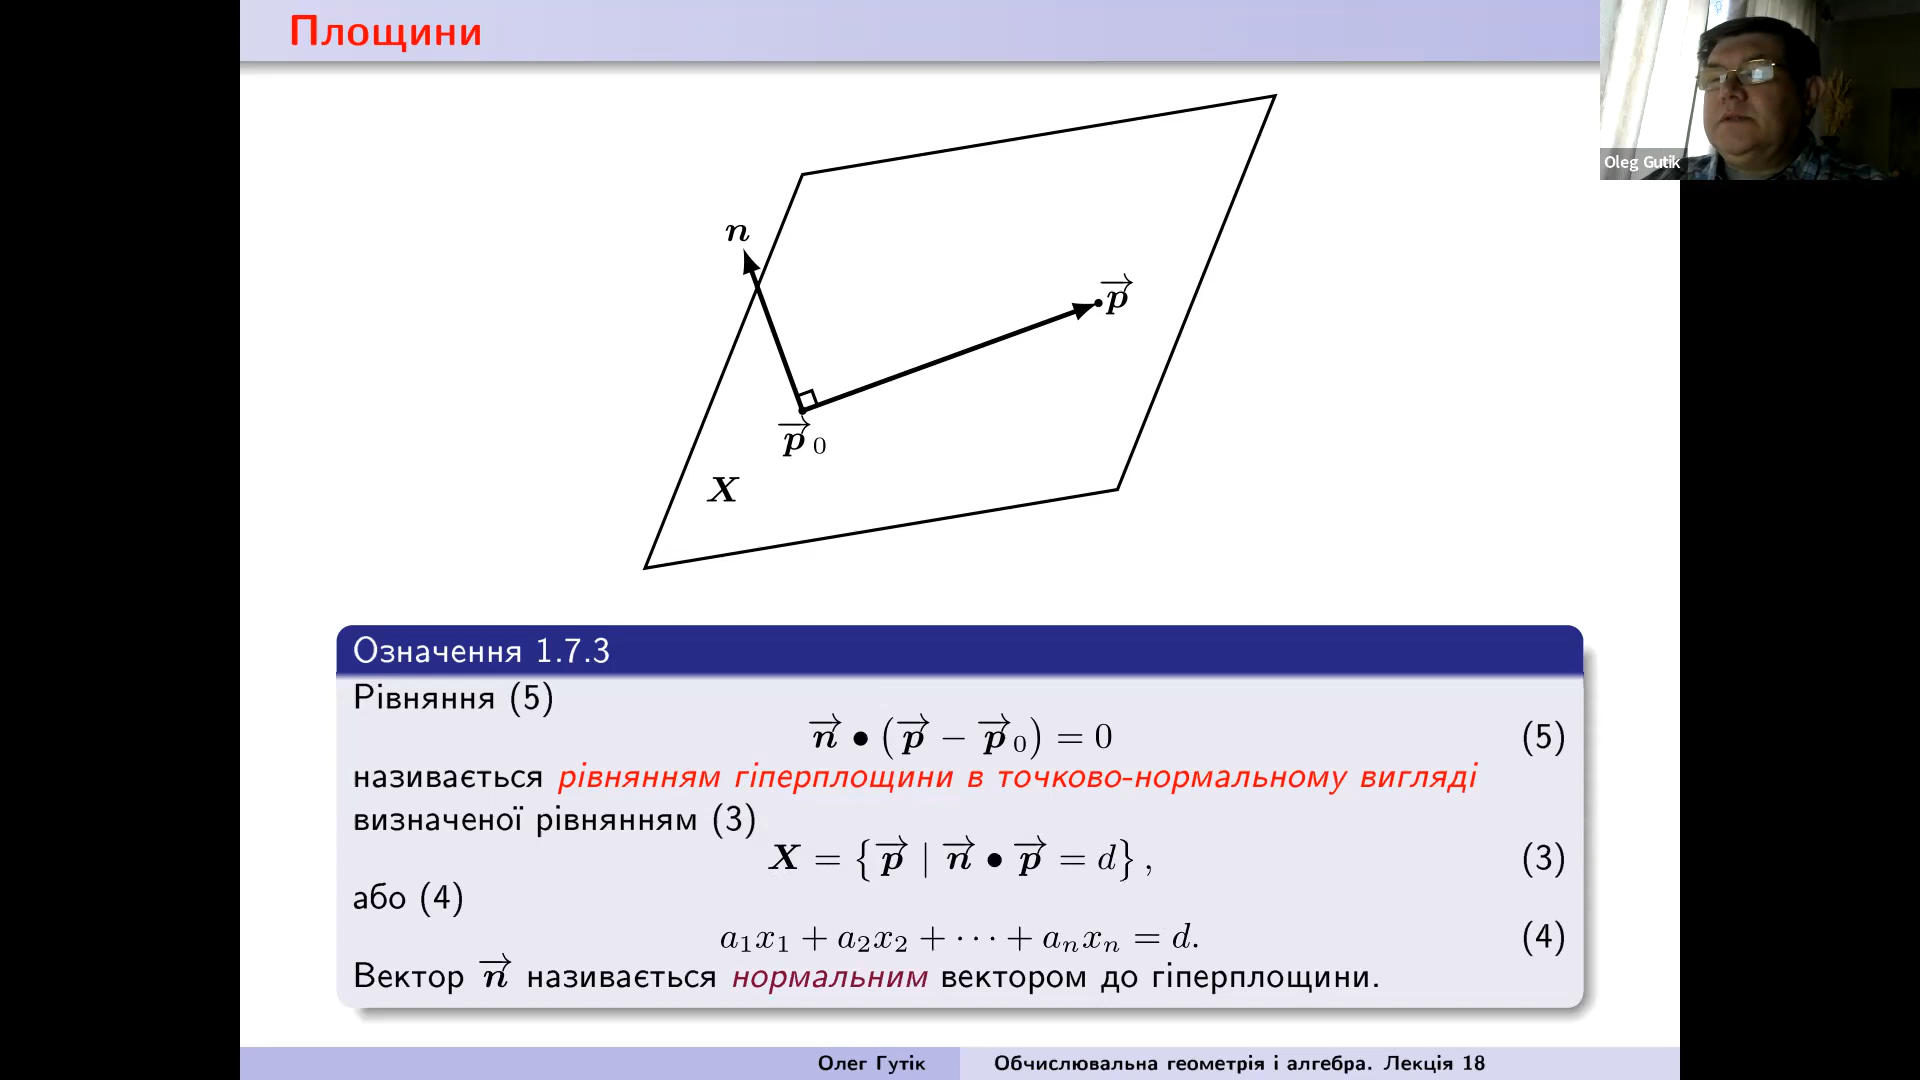 Площини
Oleg Gutik
n
p⃗
p⃗₀
X
Означення 1.7.3
Рівняння (5)
n⃗ • (p⃗ − p⃗₀) = 0 (5)
називається рівнянням гіперплощини в точково-нормальному вигляді
визначеної рівнянням (3)
X = {p⃗ | n⃗ • p⃗ = d}, (3)
або (4)
a₁x₁ + a₂x₂ + ··· + aₙxₙ = d. (4)
Вектор n⃗ називається нормальним вектором до гіперплощини.
Олег Гутік Обчислювальна геометрія і алгебра. Лекція 18